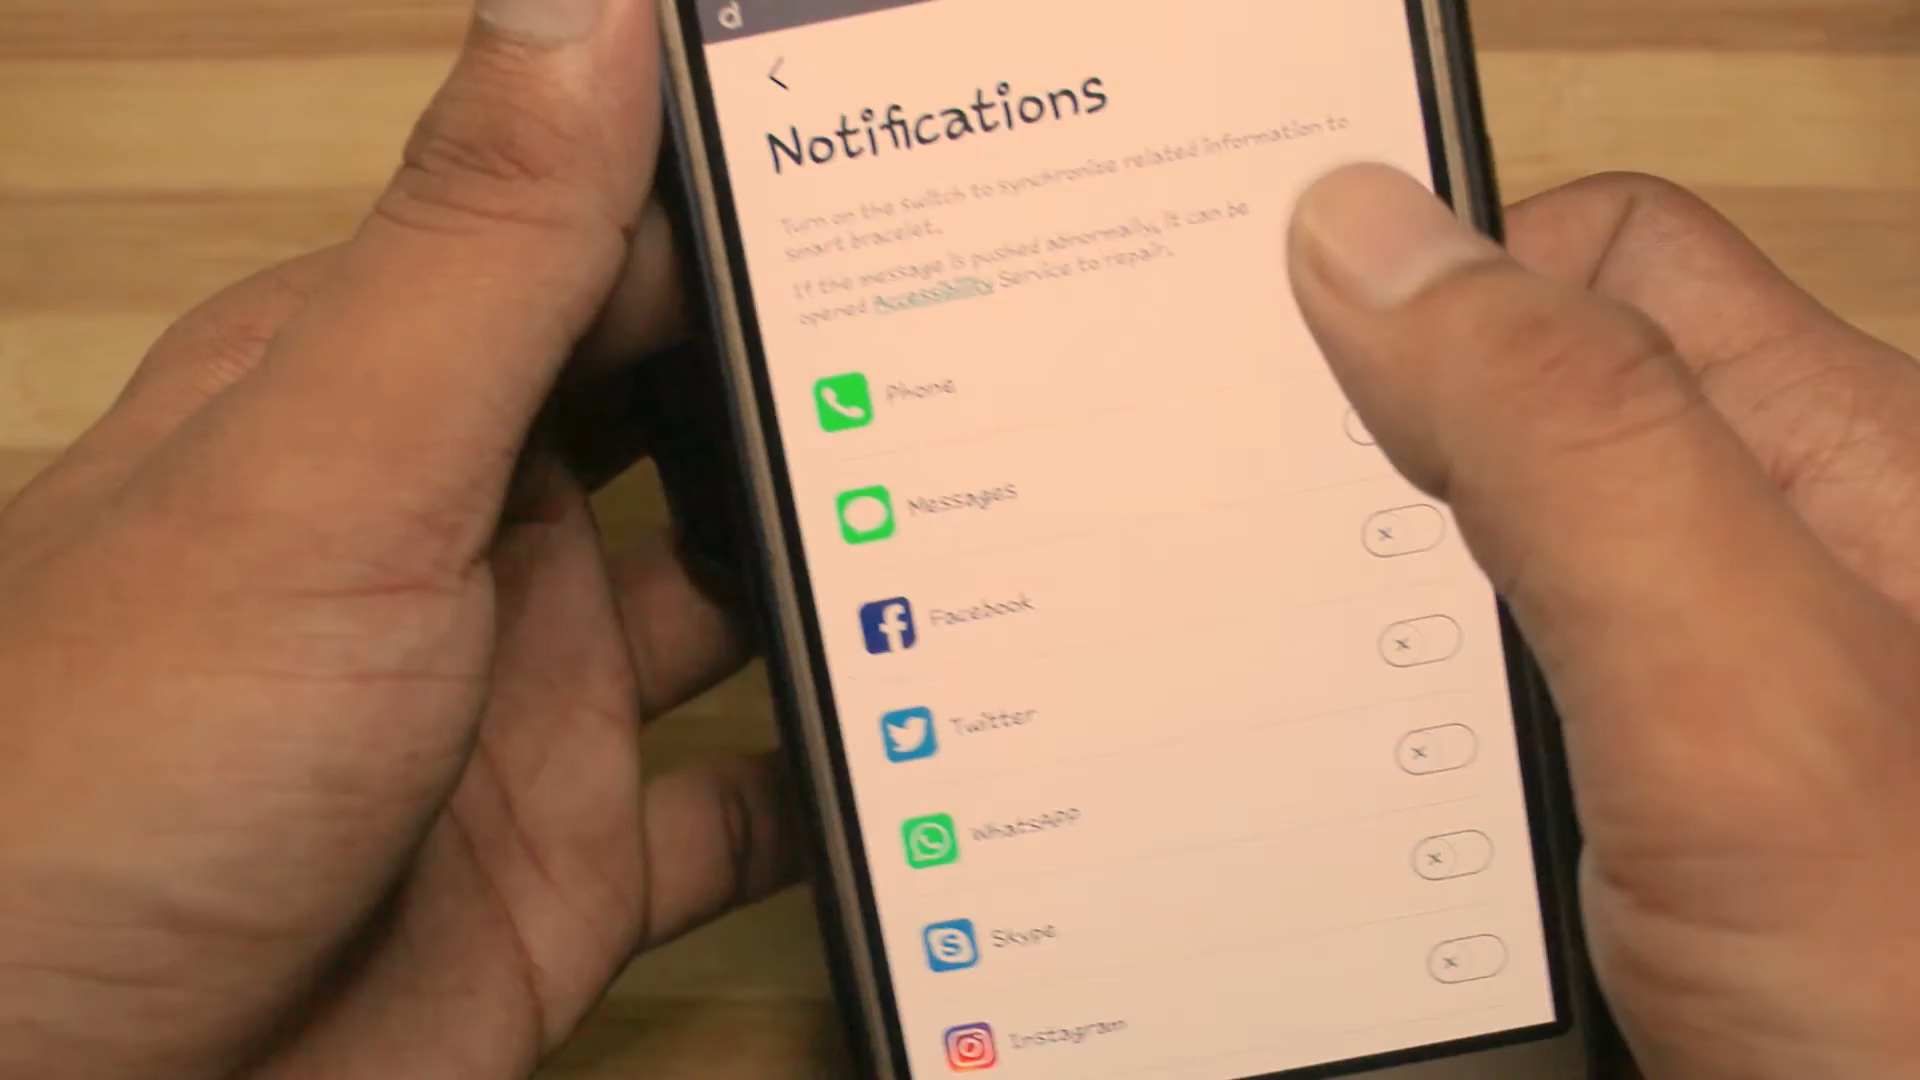 d
Notifications
Turn on the switch to synchronize related information to
smart bracelet.
If the message is pushed abnormally, it can be
opened Accessibility Service to repair.
Phone
Messages
Facebook
Twitter
WhatsApp
Skype
Instagram